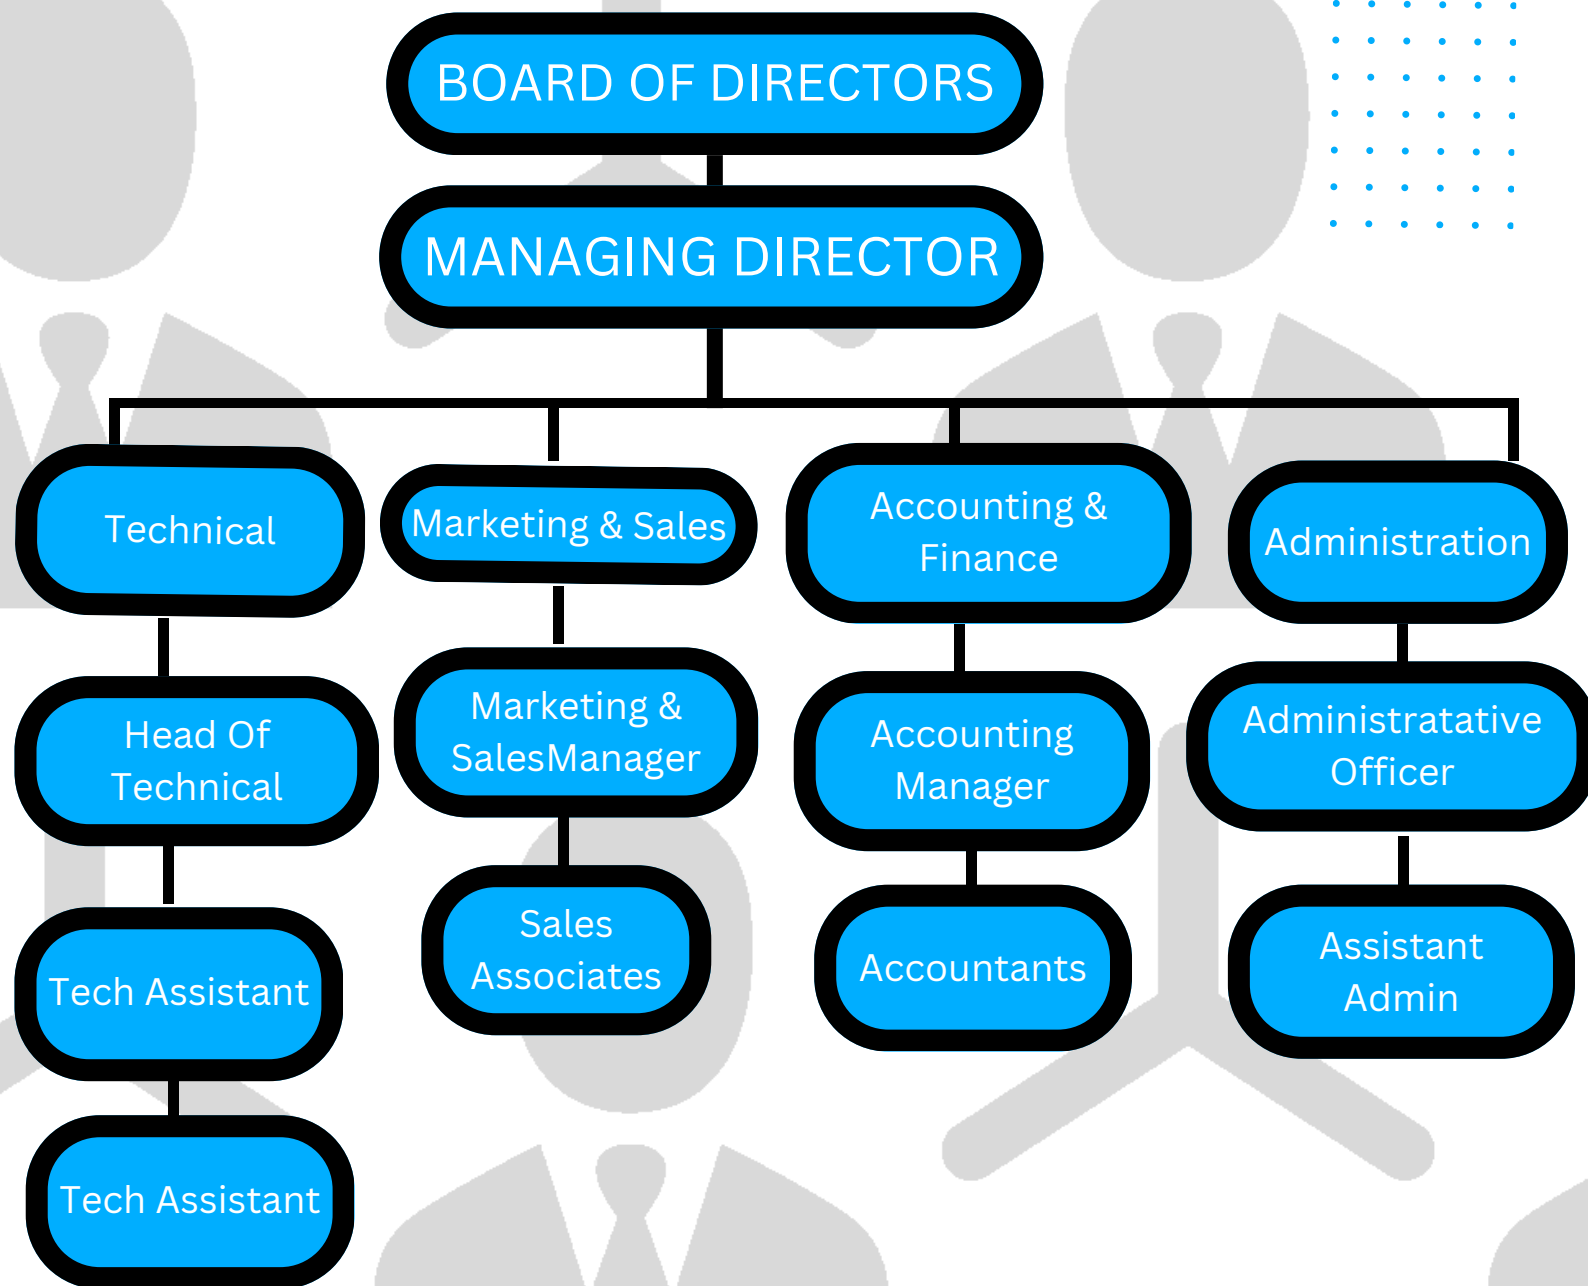 BOARD OF DIRECTORS
MANAGING DIRECTOR
Technical
Marketing & Sales
Accounting &
Finance
Administration
Head Of
Technical
Marketing &
SalesManager
Accounting
Manager
Administratative
Officer
Tech Assistant
Sales
Associates
Accountants
Assistant
Admin
Tech Assistant